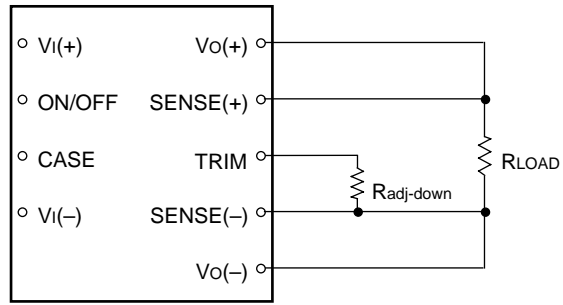 VI(+) VO(+)
ON/OFF SENSE(+)
CASE TRIM
RLOAD
Radj-down
VI(–) SENSE(–)
VO(–)